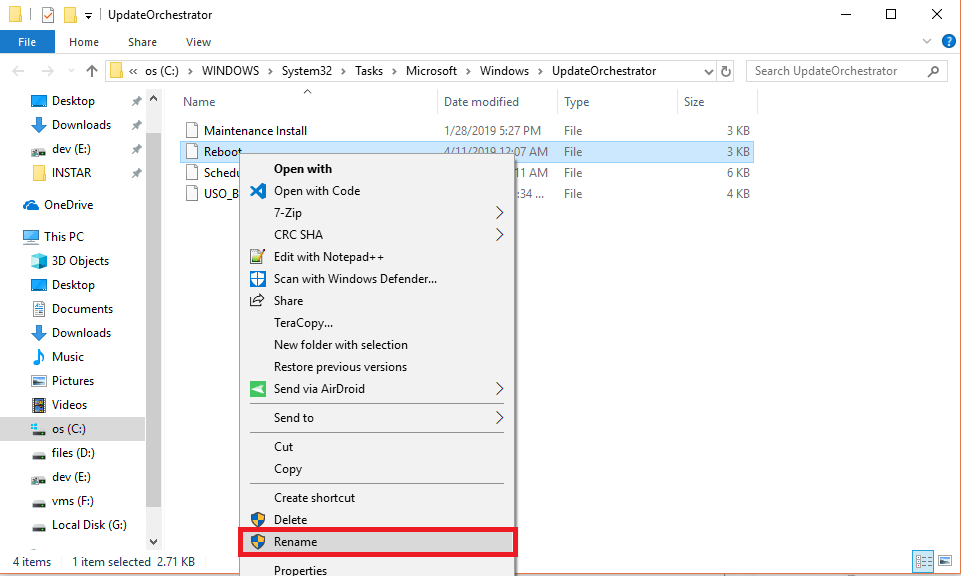 UpdateOrchestrator
File Home Share View
« os (C:) > WINDOWS > System32 > Tasks > Microsoft > Windows > UpdateOrchestrator
Search UpdateOrchestrator
Desktop
Downloads
dev (E:)
INSTAR
OneDrive
This PC
3D Objects
Desktop
Documents
Downloads
Music
Pictures
Videos
os (C:)
files (D:)
dev (E:)
vms (F:)
Local Disk (G:)
Name Date modified Type Size
Maintenance Install 1/28/2019 5:27 PM File 3 KB
Reboot 4/11/2019 12:07 AM File 3 KB
Schedu :11 AM File 6 KB
USO_B :34 ... File 4 KB
Open with
Open with Code
7-Zip
CRC SHA
Edit with Notepad++
Scan with Windows Defender...
Share
TeraCopy...
New folder with selection
Restore previous versions
Send via AirDroid
Send to
Cut
Copy
Create shortcut
Delete
Rename
Properties
4 items 1 item selected 2.71 KB